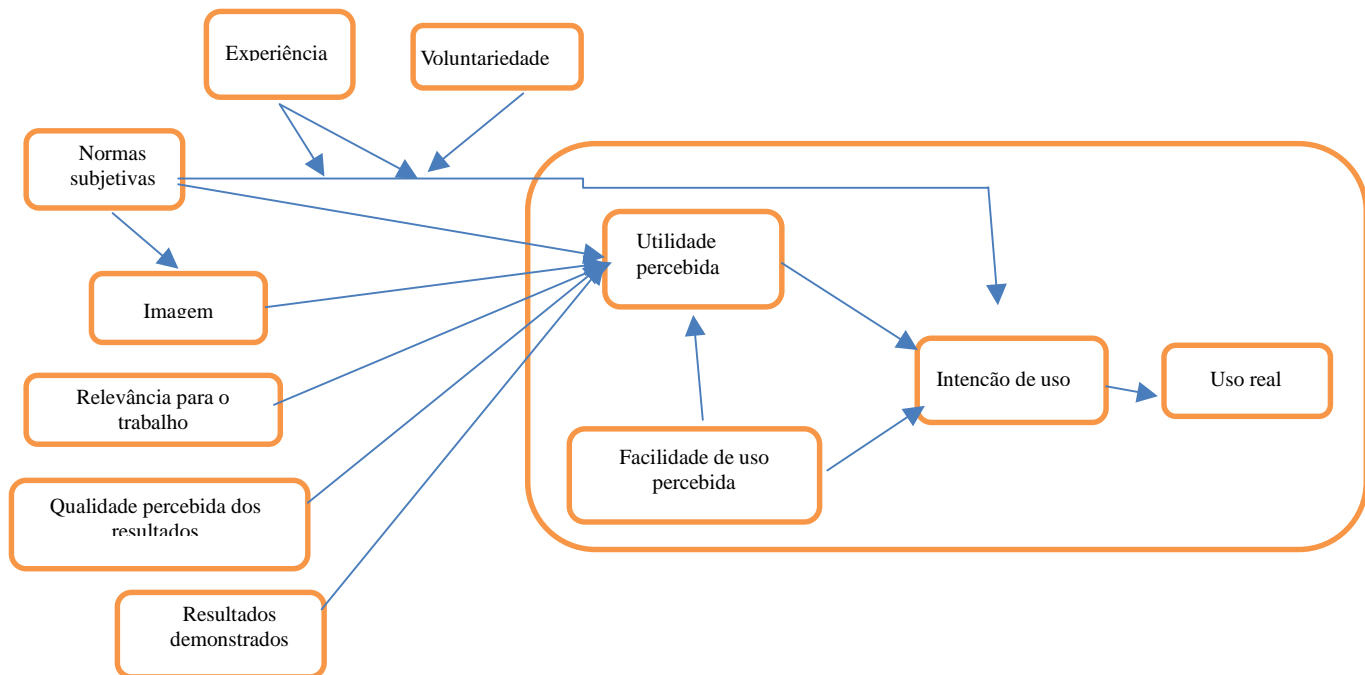 Experiência
Voluntariedade
Normas
subjetivas
Utilidade
percebida
Imagem
Intencão de uso
Uso real
Relevância para o
trabalho
Facilidade de uso
percebida
Qualidade percebida dos
resultados
Resultados
demonstrados